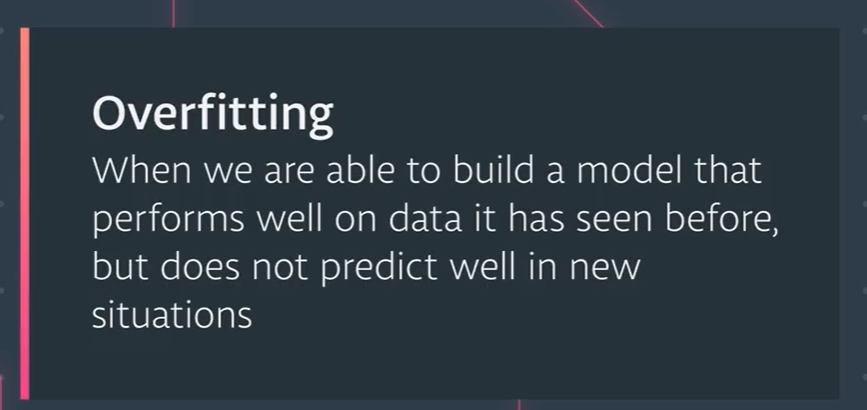 Overfitting
When we are able to build a model that
performs well on data it has seen before,
but does not predict well in new
situations